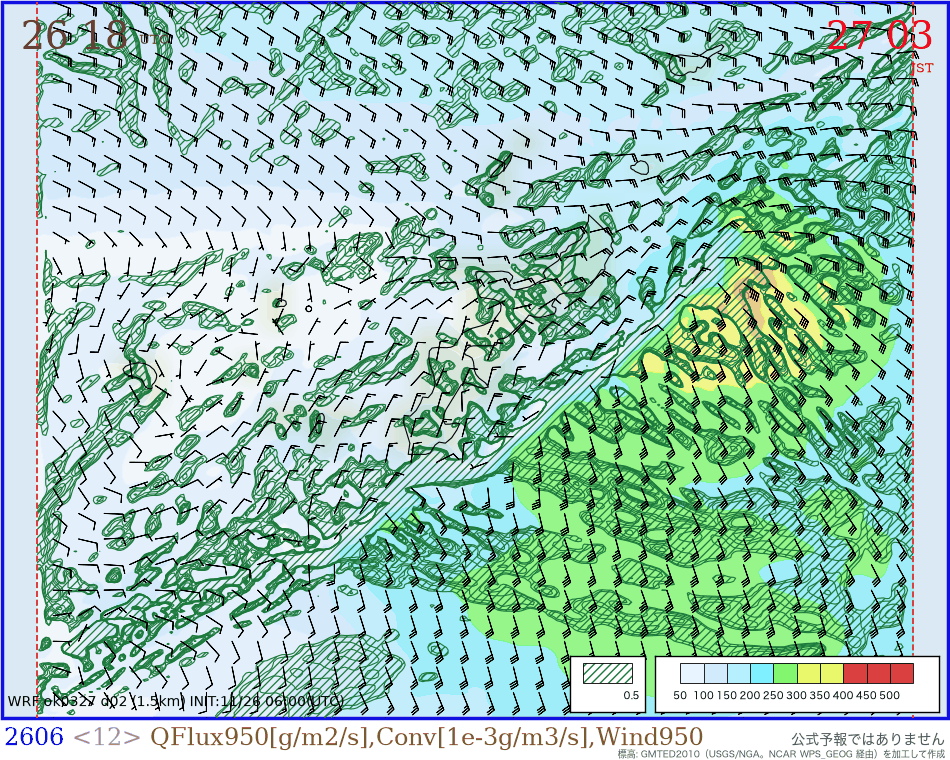 26 18 UTC
27 03
JST
0.5
50 100 150 200 250 300 350 400 450 500
WRF ok0327 d02 (1.5km) INIT:11/26 06:00(UTC)
2606 <12> QFlux950[g/m2/s],Conv[1e-3g/m3/s],Wind950
公式予報ではありません
標高: GMTED2010（USGS/NGA。NCAR WPS_GEOG 経由）を加工して作成